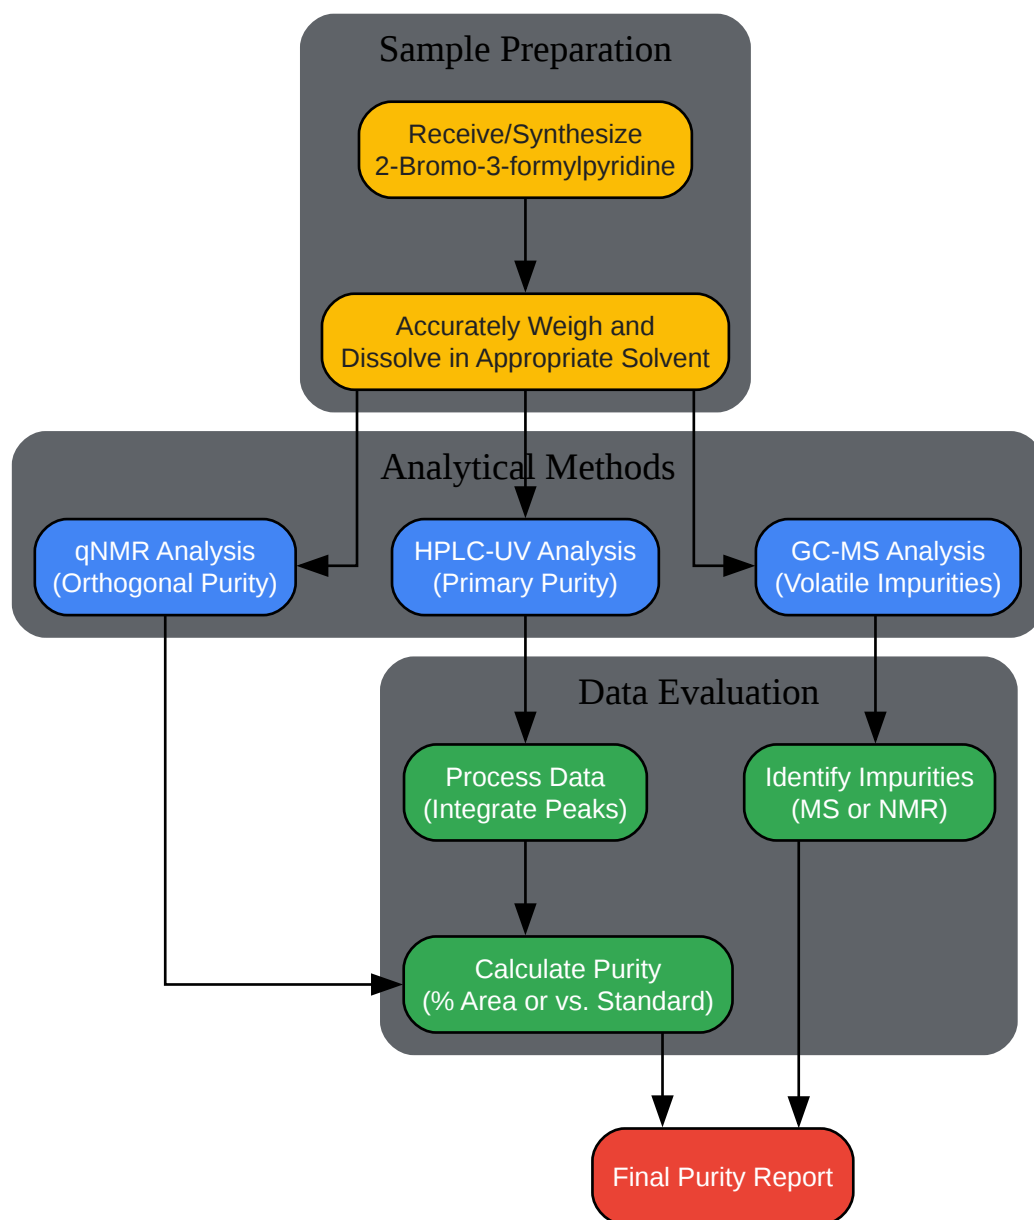 Sample Preparation
Receive/Synthesize
2-Bromo-3-formylpyridine
Accurately Weigh and
Dissolve in Appropriate Solvent
Analytical Methods
qNMR Analysis
(Orthogonal Purity)
HPLC-UV Analysis
(Primary Purity)
GC-MS Analysis
(Volatile Impurities)
Data Evaluation
Process Data
(Integrate Peaks)
Identify Impurities
(MS or NMR)
Calculate Purity
(% Area or vs. Standard)
Final Purity Report